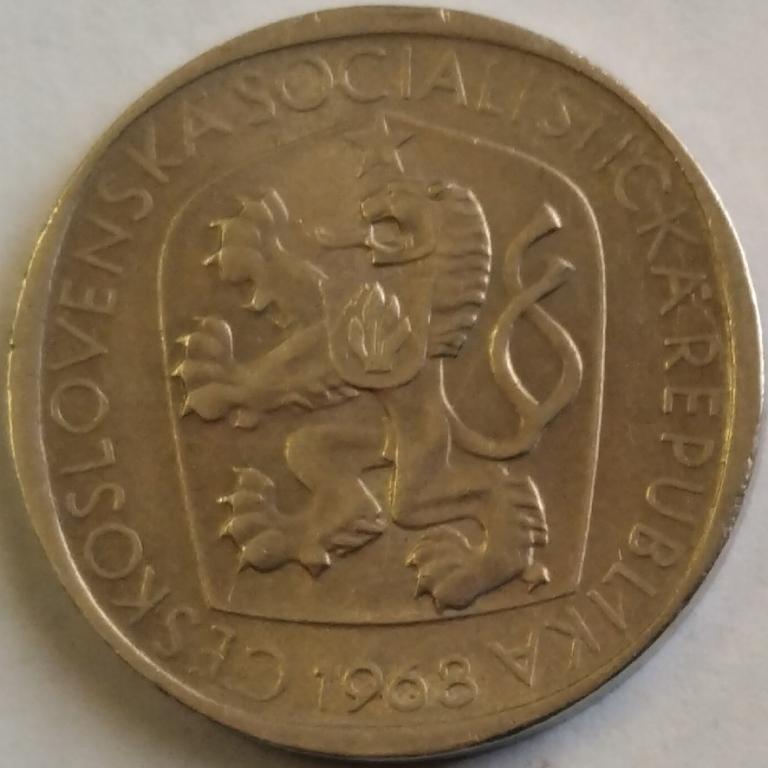 ČESKOSLOVENSKÁ SOCIALISTICKÁ REPUBLIKA
1968